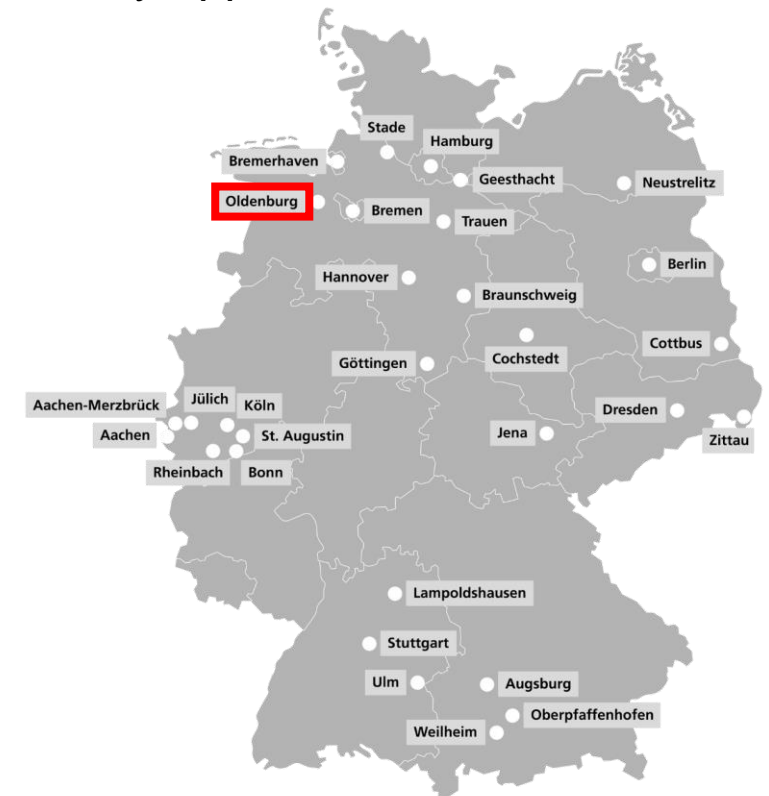 Stade
Hamburg
Bremerhaven
Geesthacht
Neustrelitz
Oldenburg
Bremen
Trauen
Berlin
Hannover
Braunschweig
Cottbus
Göttingen
Cochstedt
Aachen-Merzbrück
Jülich
Köln
Dresden
Aachen
St. Augustin
Jena
Zittau
Rheinbach
Bonn
Lampoldshausen
Stuttgart
Ulm
Augsburg
Oberpfaffenhofen
Weilheim